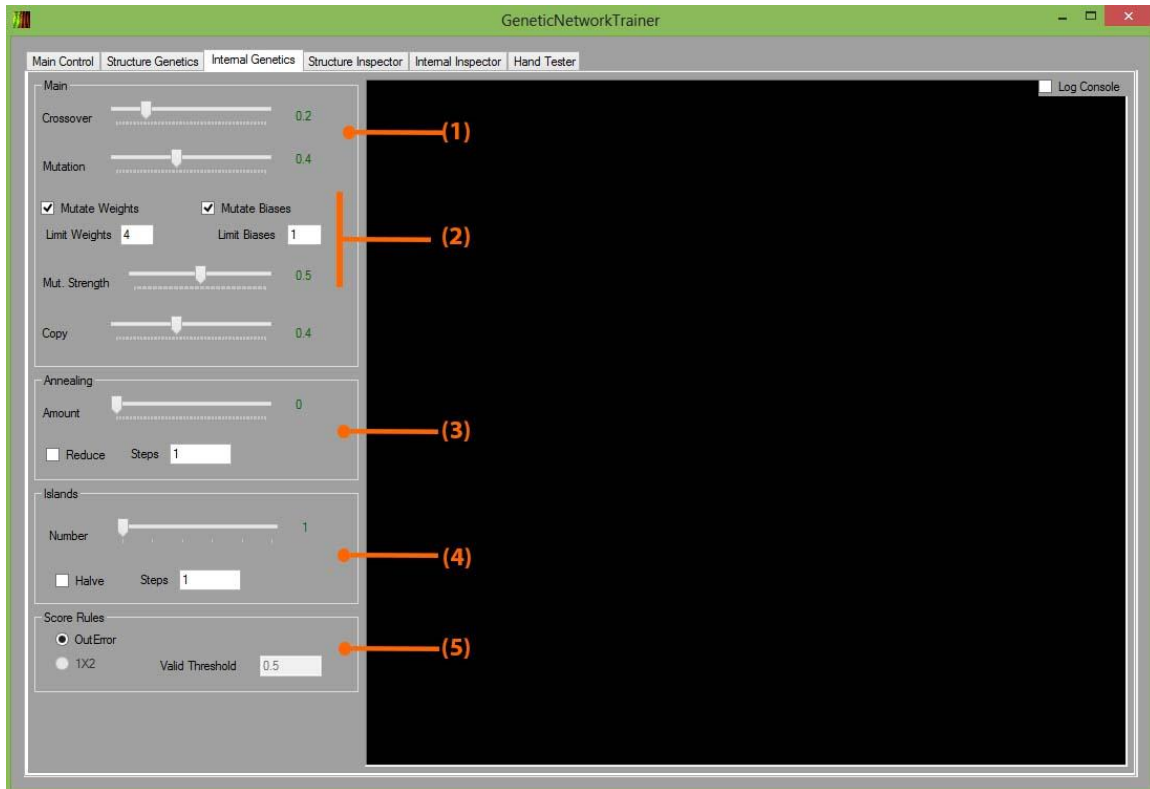 GeneticNetworkTrainer
Main Control Structure Genetics Internal Genetics Structure Inspector Internal Inspector Hand Tester
Main
Log Console
Crossover 0.2
(1)
Mutation 0.4
Mutate Weights Mutate Biases
Limit Weights 4 Limit Biases 1
(2)
Mut. Strength 0.5
Copy 0.4
Annealing
Amount 0
(3)
Reduce Steps 1
Islands
Number 1
(4)
Halve Steps 1
Score Rules
OutError
(5)
1X2 Valid Threshold 0.5